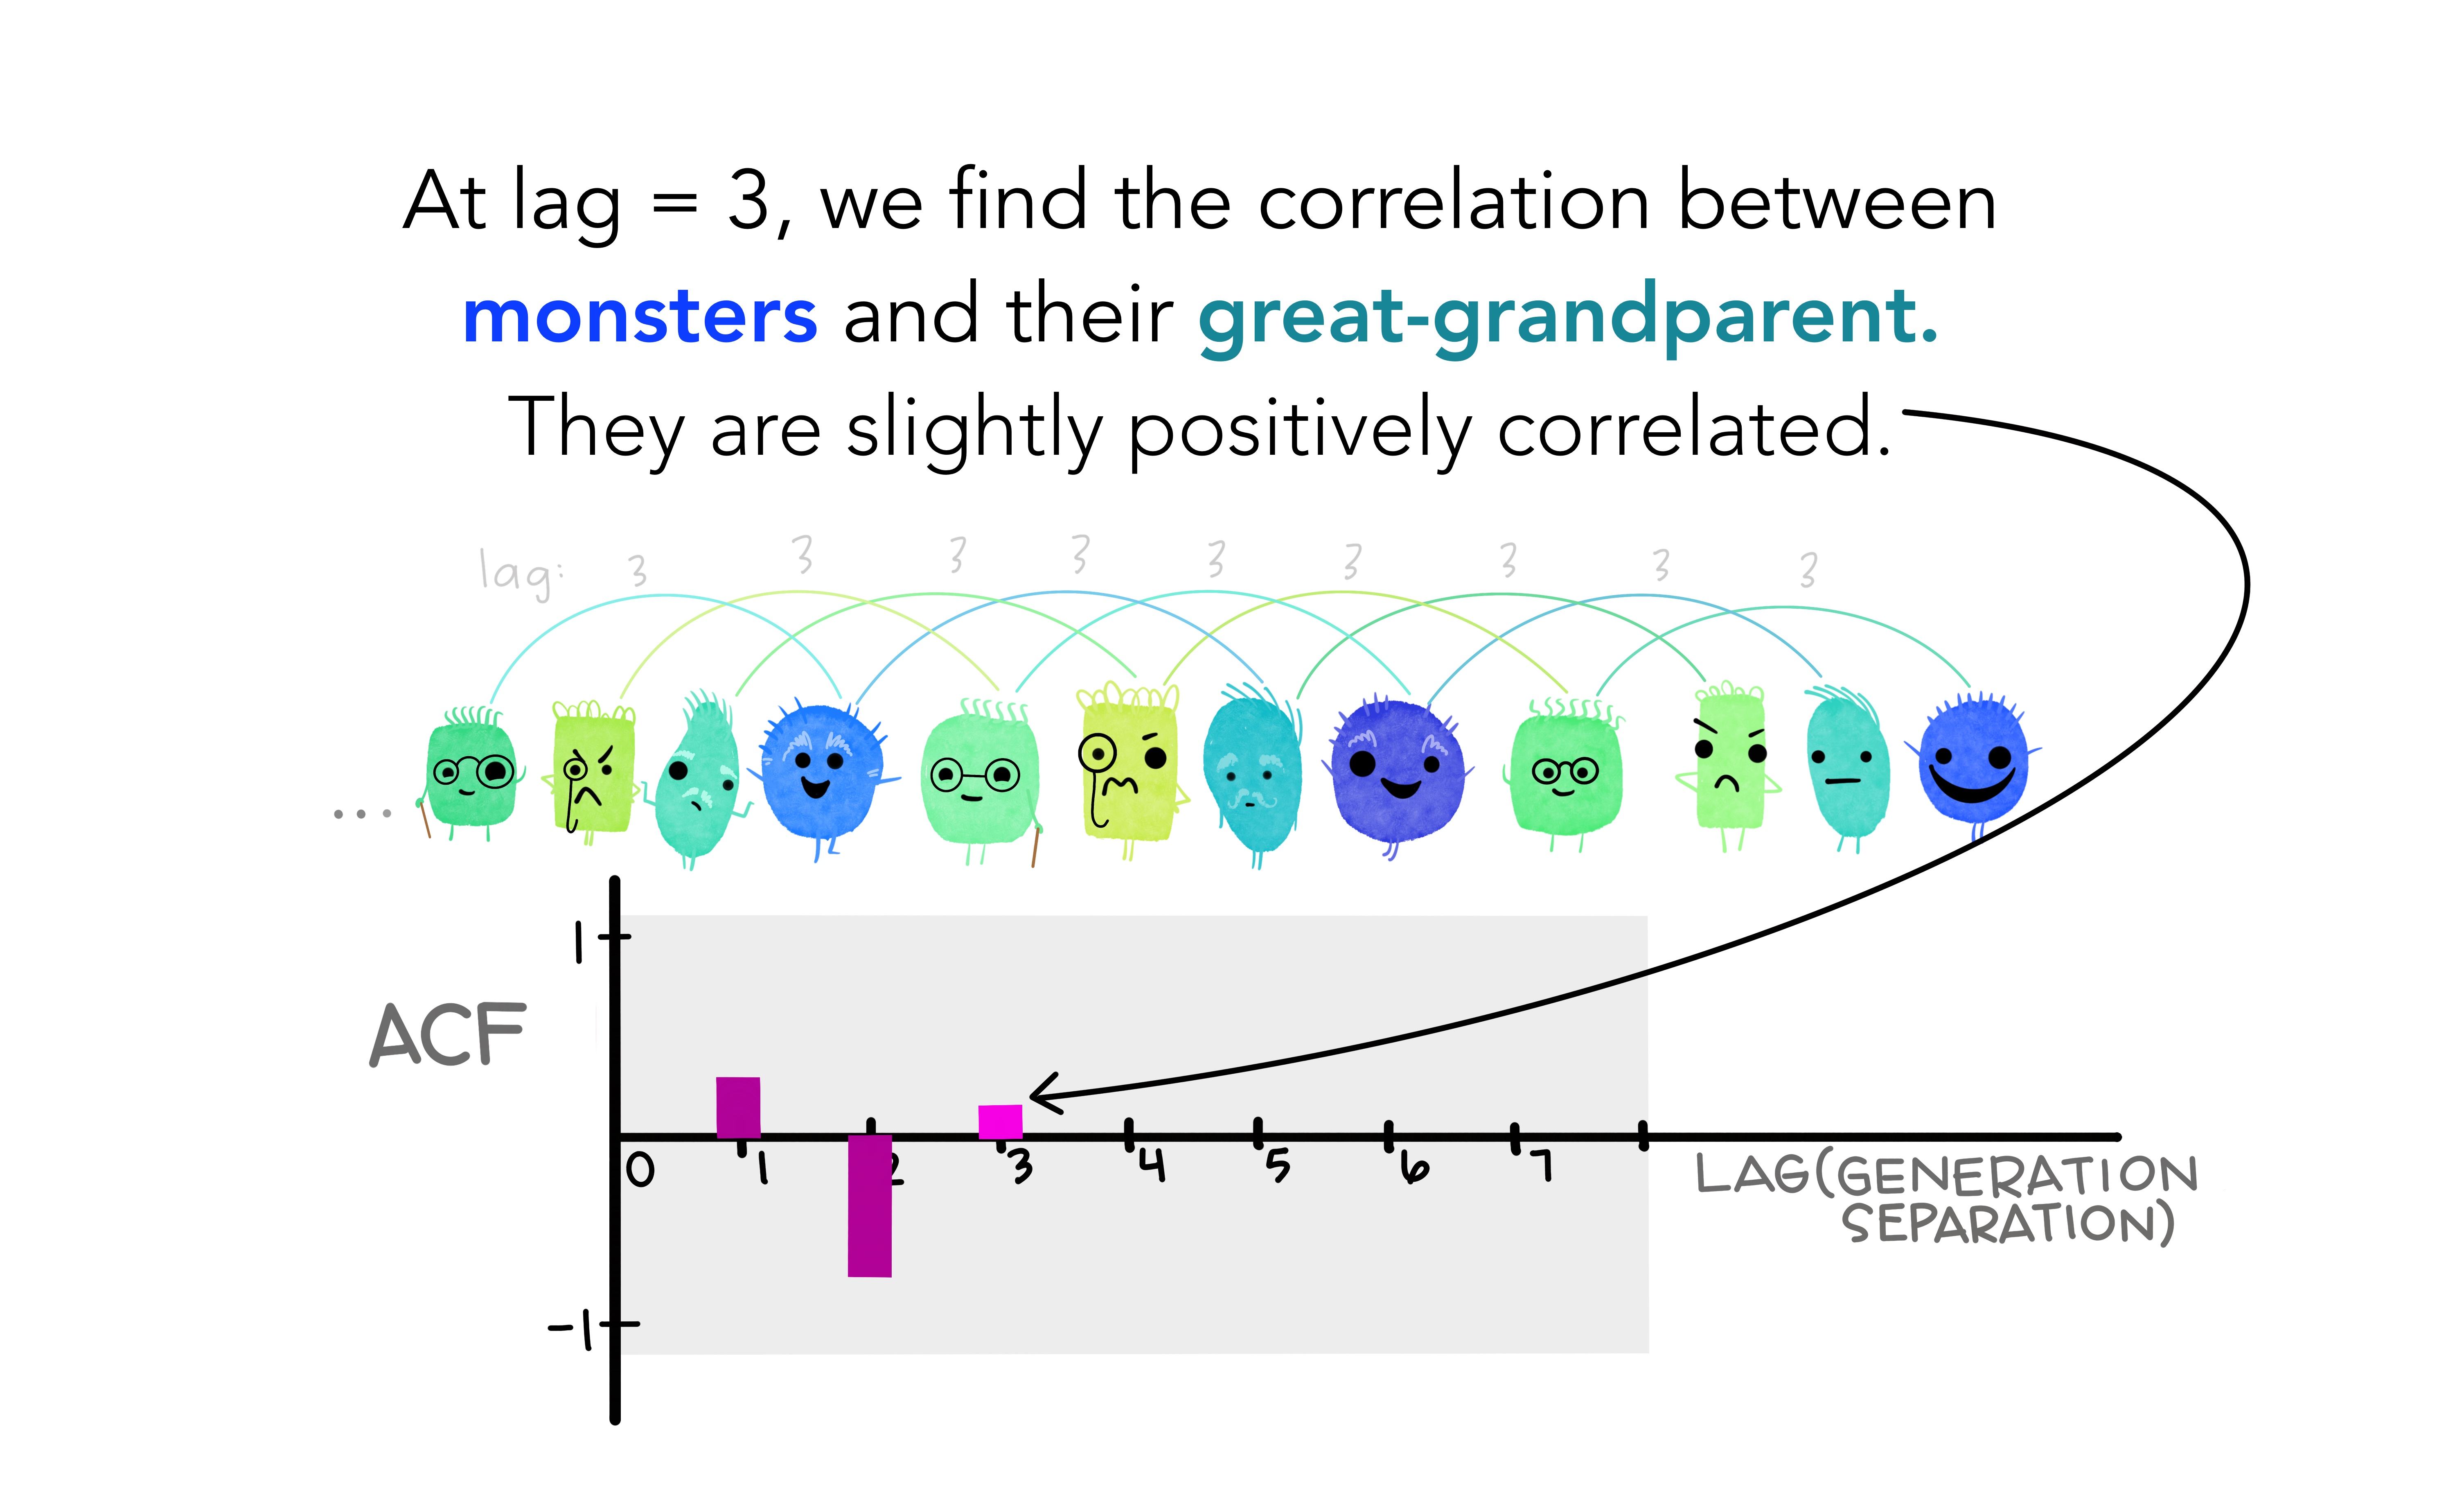 At lag = 3, we find the correlation between
monsters and their great-grandparent.
They are slightly positively correlated.
lag: 3 3 3 3 3 3 3 3 3
1
ACF
0 1 2 3 4 5 6 7
LAG (GENERATION
SEPARATION)
-1